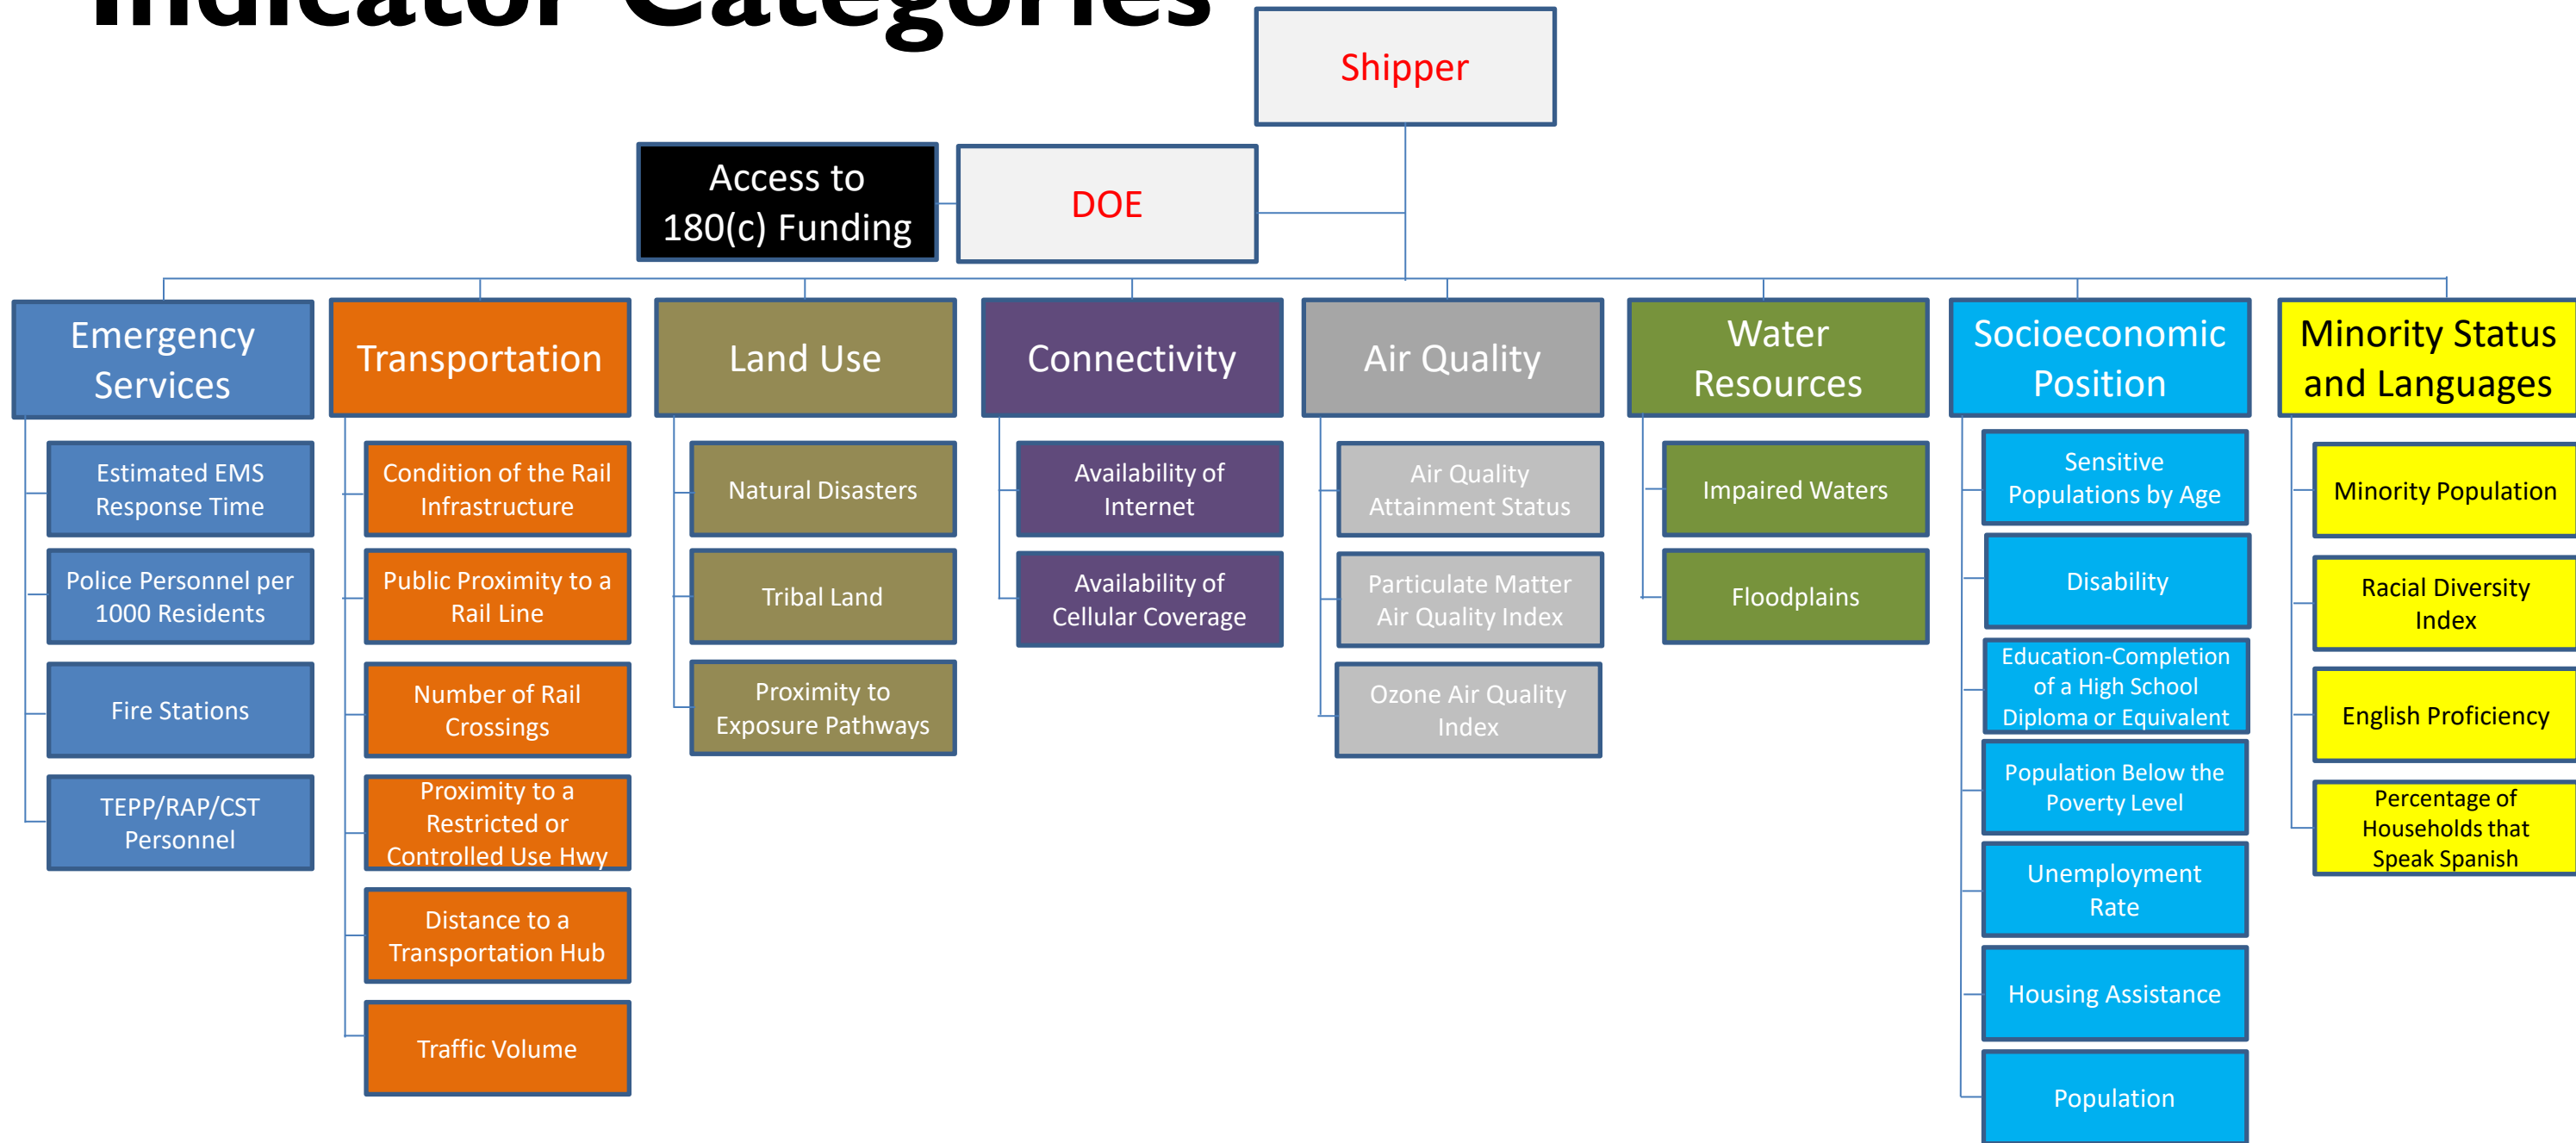 Indicator Categories
Shipper
Access to
180(c) Funding
DOE
Emergency
Services
Transportation
Land Use
Connectivity
Air Quality
Water
Resources
Socioeconomic
Position
Minority Status
and Languages
Estimated EMS
Response Time
Police Personnel per
1000 Residents
Fire Stations
TEPP/RAP/CST
Personnel
Condition of the Rail
Infrastructure
Public Proximity to a
Rail Line
Number of Rail
Crossings
Proximity to a
Restricted or
Controlled Use Hwy
Distance to a
Transportation Hub
Traffic Volume
Natural Disasters
Tribal Land
Proximity to
Exposure Pathways
Availability of
Internet
Availability of
Cellular Coverage
Air Quality
Attainment Status
Particulate Matter
Air Quality Index
Ozone Air Quality
Index
Impaired Waters
Floodplains
Sensitive
Populations by Age
Disability
Education-Completion
of a High School
Diploma or Equivalent
Population Below the
Poverty Level
Unemployment
Rate
Housing Assistance
Population
Minority Population
Racial Diversity
Index
English Proficiency
Percentage of
Households that
Speak Spanish